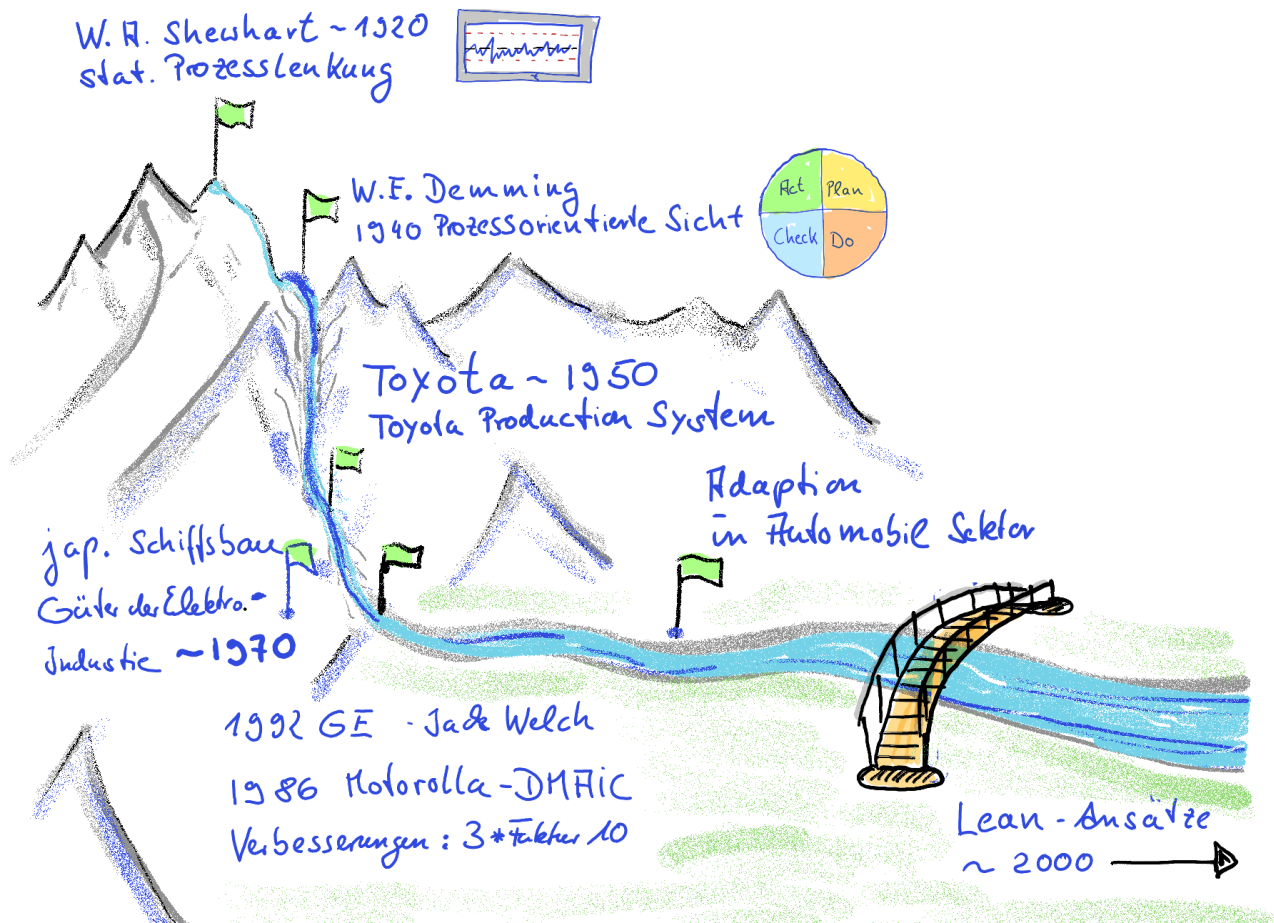 W. A. Shewhart ~1920
stat. Prozesslenkung
W. E. Demming
1940 Prozessorientierte Sicht
Act
Plan
Check
Do
Toyota ~ 1950
Toyota Production System
Adaption
in Automobil Sektor
jap. Schiffsbau
Güter der Elektro.-
Industie ~1970
1992 GE - Jack Welch
1986 Motorolla - DMAiC
Verbesserungen : 3 * Faktor 10
Lean - Ansätze
~ 2000